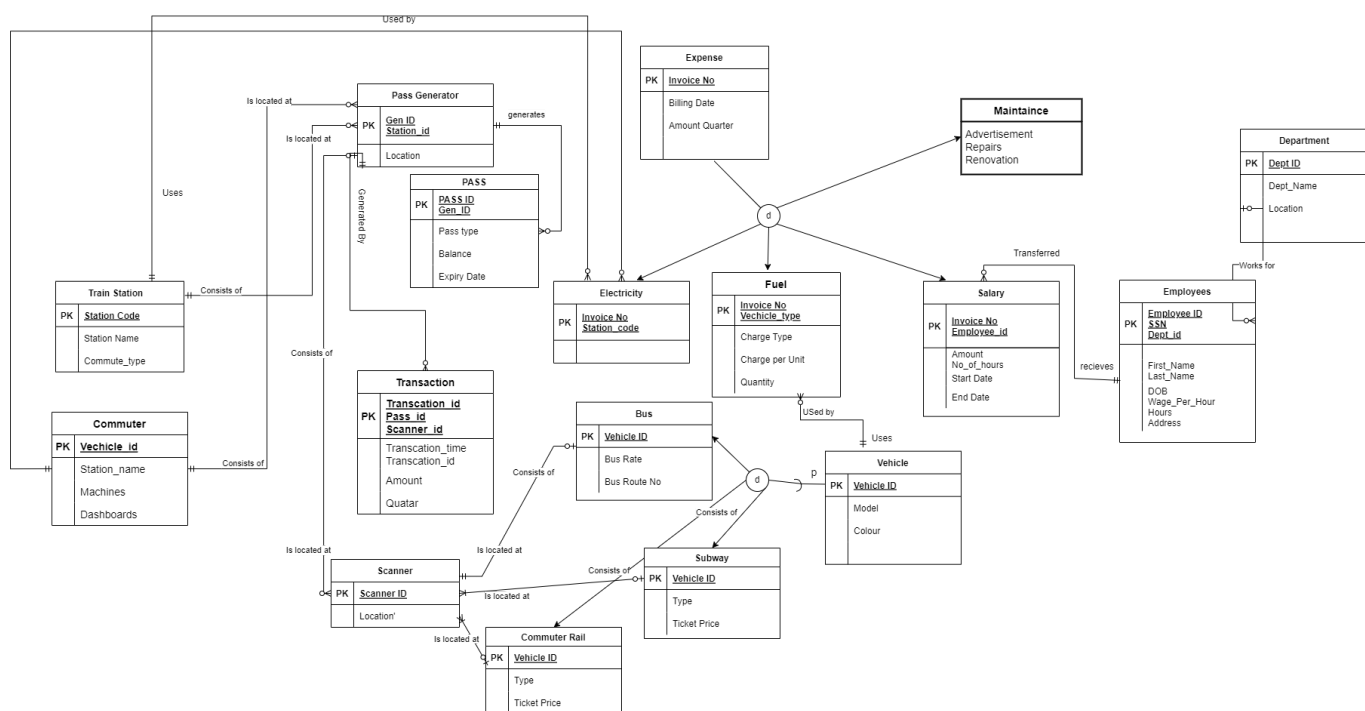 Used by
Expense
PK Invoice No
Billing Date
Amount Quarter
Is located at
Pass Generator
PK Gen ID
Station_id
Location
generates
Is located at
Maintaince
Advertisement
Repairs
Renovation
Department
PK Dept ID
Dept_Name
Location
Uses
Generated By
PASS
PK PASS ID
Gen_ID
Pass type
Balance
Expiry Date
d
Transferred
Works for
Train Station
PK Station Code
Station Name
Commute_type
Consists of
Electricity
PK Invoice No
Station_code
Fuel
PK Invoice No
Vechicle_type
Charge Type
Charge per Unit
Quantity
Salary
PK Invoice No
Employee_id
Amount
No_of_hours
Start Date
End Date
recieves
Employees
PK Employee ID
SSN
Dept_id
First_Name
Last_Name
DOB
Wage_Per_Hour
Hours
Address
Consists of
Transaction
PK Transcation_id
Pass_id
Scanner_id
Transcation_time
Transcation_id
Amount
Quatar
Commuter
PK Vechicle_id
Station_name
Machines
Dashboards
Consists of
Bus
PK Vehicle ID
Bus Rate
Bus Route No
Consists of
USed by
Uses
Vehicle
PK Vehicle ID
Model
Colour
p
d
Consists of
Is located at
Is located at
Scanner
PK Scanner ID
Location'
Consists of
Is located at
Subway
PK Vehicle ID
Type
Ticket Price
Is located at
Commuter Rail
PK Vehicle ID
Type
Ticket Price